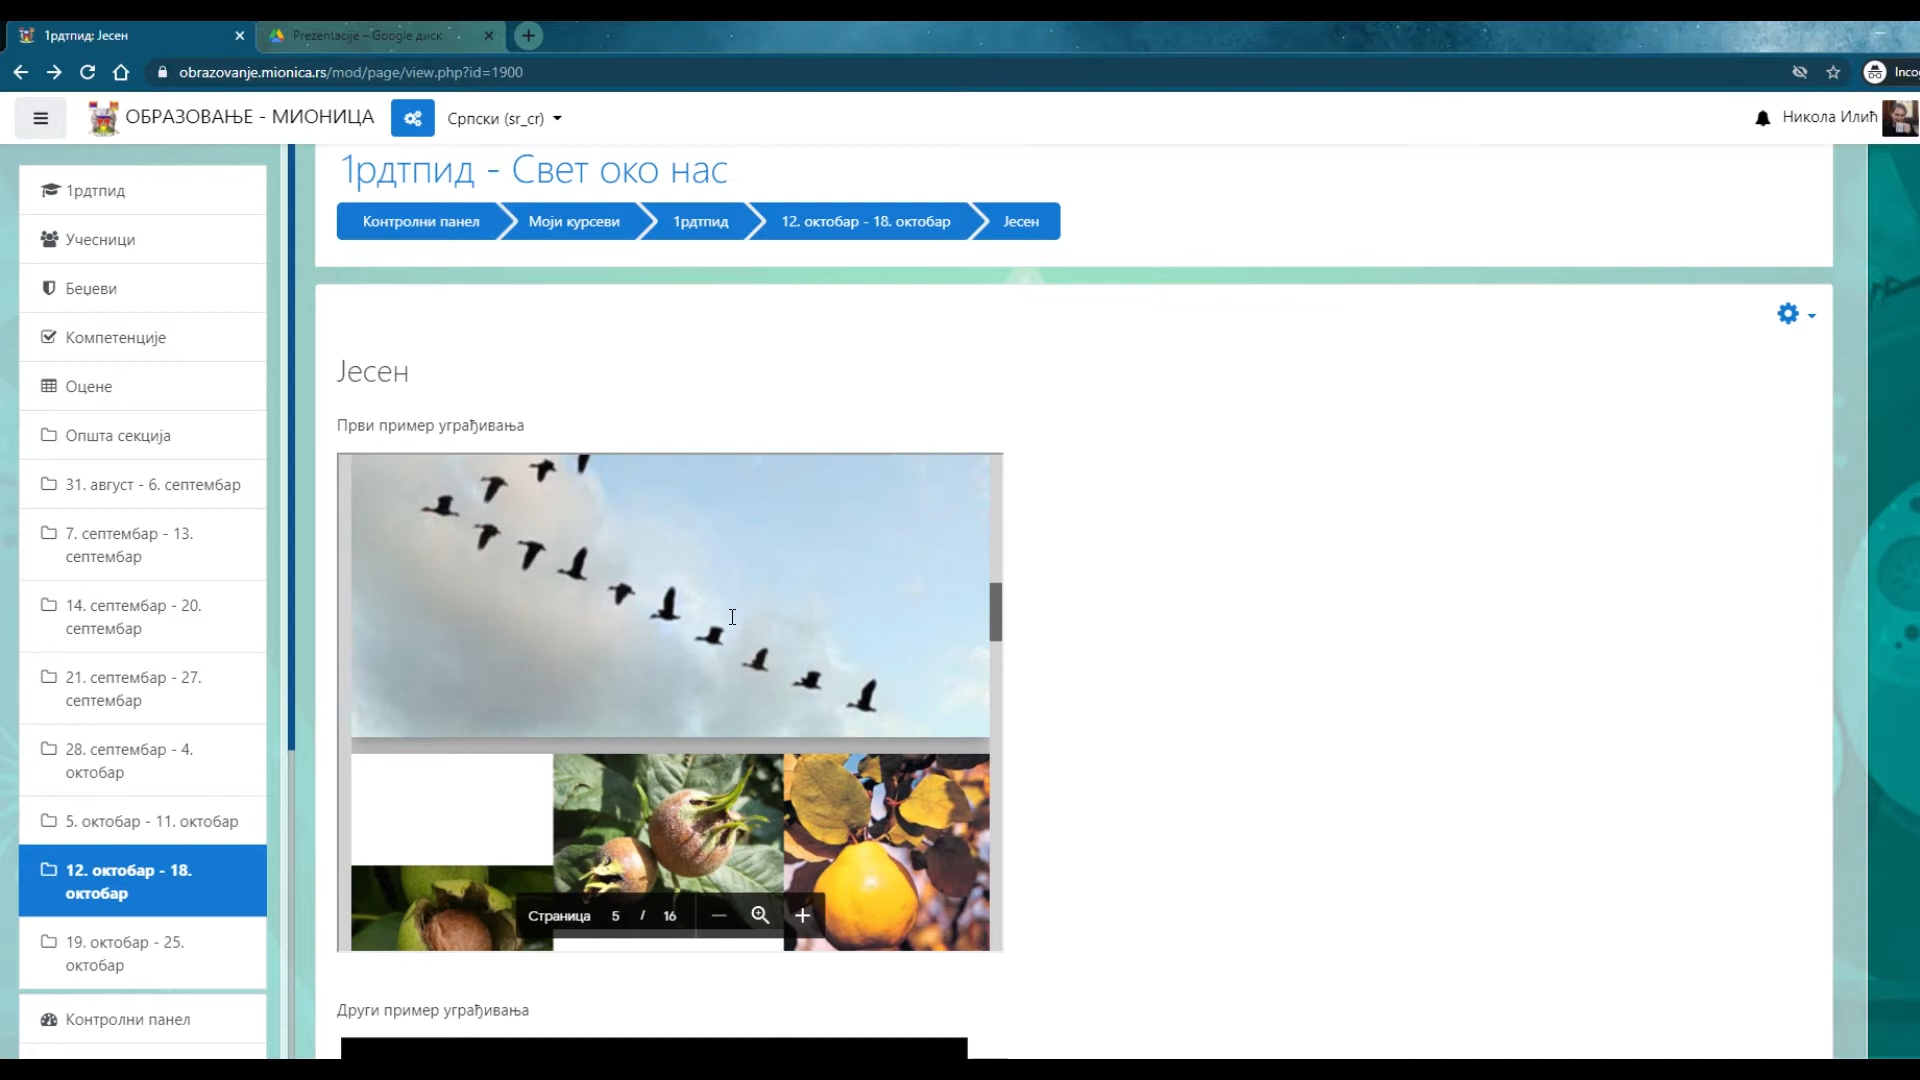 1рдтпид: Јесен
Prezentacije – Google диск
obrazovanje.mionica.rs/mod/page/view.php?id=1900
ОБРАЗОВАЊЕ - МИОНИЦА
Српски (sr_cr)
Никола Илић
1рдтпид
Учесници
Беџеви
Компетенције
Оцене
Општа секција
31. август - 6. септембар
7. септембар - 13.
септембар
14. септембар - 20.
септембар
21. септембар - 27.
септембар
28. септембар - 4.
октобар
5. октобар - 11. октобар
12. октобар - 18.
октобар
19. октобар - 25.
октобар
Контролни панел
1рдтпид - Свет око нас
Контролни панел
Моји курсеви
1рдтпид
12. октобар - 18. октобар
Јесен
Јесен
Први пример уграђивања
Страница 5 / 16
Други пример уграђивања